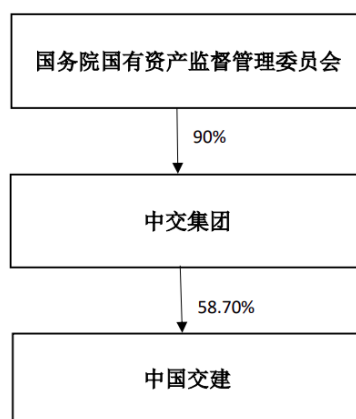 国务院国有资产监督管理委员会
90%
中交集团
58.70%
中国交建